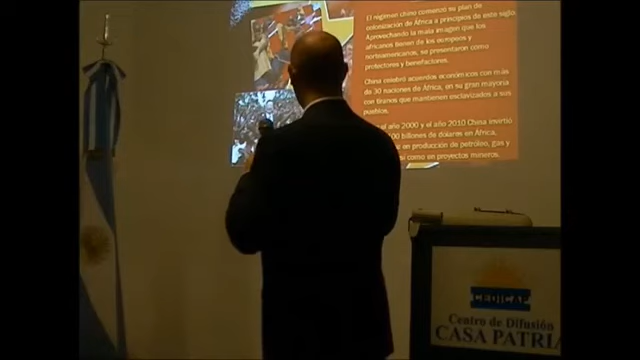 El régimen chino comenzó su plan de
colonización de África a principios de este siglo.
Aprovechando la mala imagen que los
africanos tienen de los europeos y
norteamericanos, se presentaron como
protectores y benefactores.
China celebró acuerdos económicos con más
de 30 naciones de África, en su gran mayoría
con tiranos que mantienen esclavizados a sus
pueblos.
el año 2000 y el año 2010 China invirtió
00 billones de dólares en África,
en producción de petróleo, gas y
así como en proyectos mineros.
CEDICAP
Centro de Difusión
CASA PATRIA